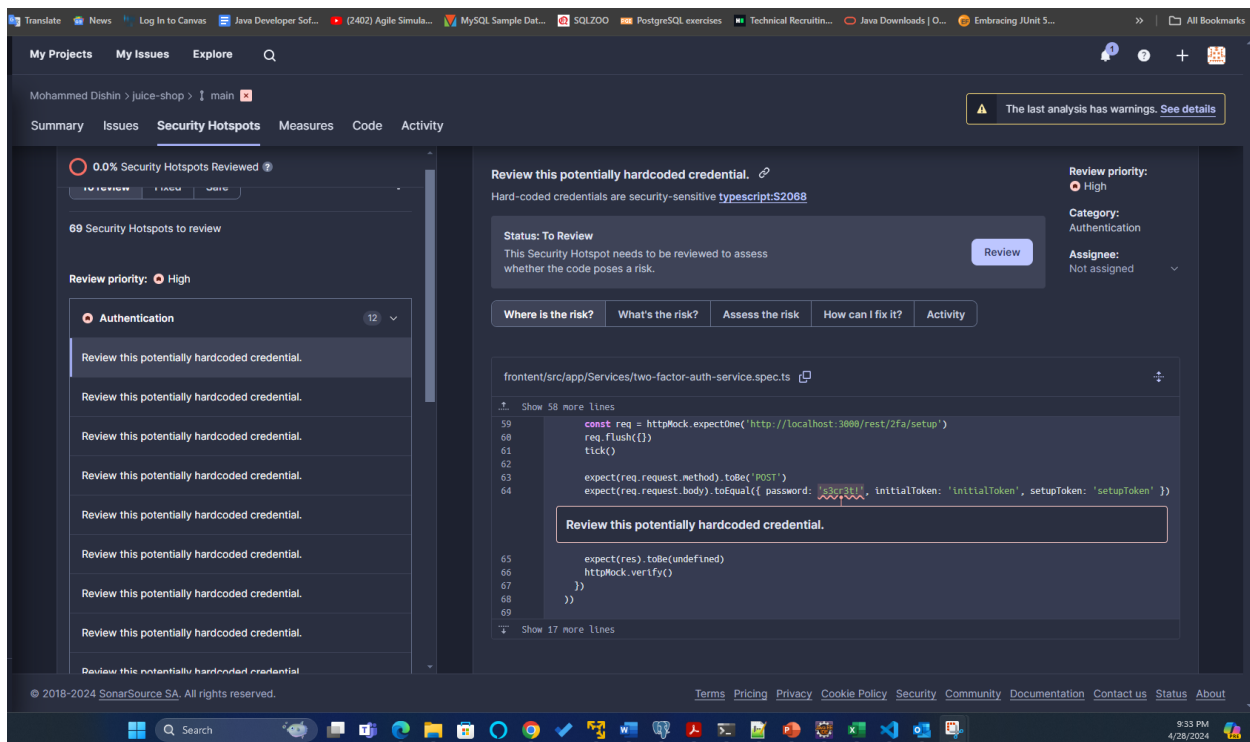 Translate News Log In to Canvas Java Developer Sof... (2402) Agile Simula... MySQL Sample Dat... SQLZOO PostgreSQL exercises Technical Recruitin... Java Downloads | O... Embracing JUnit 5... » All Bookmarks
My Projects My Issues Explore 1
Mohammed Dishin > juice-shop > main
The last analysis has warnings. See details
Summary Issues Security Hotspots Measures Code Activity
0.0% Security Hotspots Reviewed
To review Fixed Safe
69 Security Hotspots to review
Review priority: High
Authentication 12
Review this potentially hardcoded credential.
Review this potentially hardcoded credential.
Review this potentially hardcoded credential.
Review this potentially hardcoded credential.
Review this potentially hardcoded credential.
Review this potentially hardcoded credential.
Review this potentially hardcoded credential.
Review this potentially hardcoded credential.
Review this potentially hardcoded credential.
Review this potentially hardcoded credential.
Hard-coded credentials are security-sensitive typescript:S2068
Status: To Review
This Security Hotspot needs to be reviewed to assess
whether the code poses a risk.
Review
Review priority:
High
Category:
Authentication
Assignee:
Not assigned
Where is the risk? What's the risk? Assess the risk How can I fix it? Activity
frontent/src/app/Services/two-factor-auth-service.spec.ts
Show 58 more lines
59 const req = httpMock.expectOne('http://localhost:3000/rest/2fa/setup')
60 req.flush({})
61 tick()
62
63 expect(req.request.method).toBe('POST')
64 expect(req.request.body).toEqual({ password: 's3cr3t!', initialToken: 'initialToken', setupToken: 'setupToken' })
Review this potentially hardcoded credential.
65 expect(res).toBe(undefined)
66 httpMock.verify()
67 })
68 ))
69
Show 17 more lines
© 2018-2024 SonarSource SA. All rights reserved.
Terms Pricing Privacy Cookie Policy Security Community Documentation Contact us Status About
Search
9:33 PM
4/28/2024